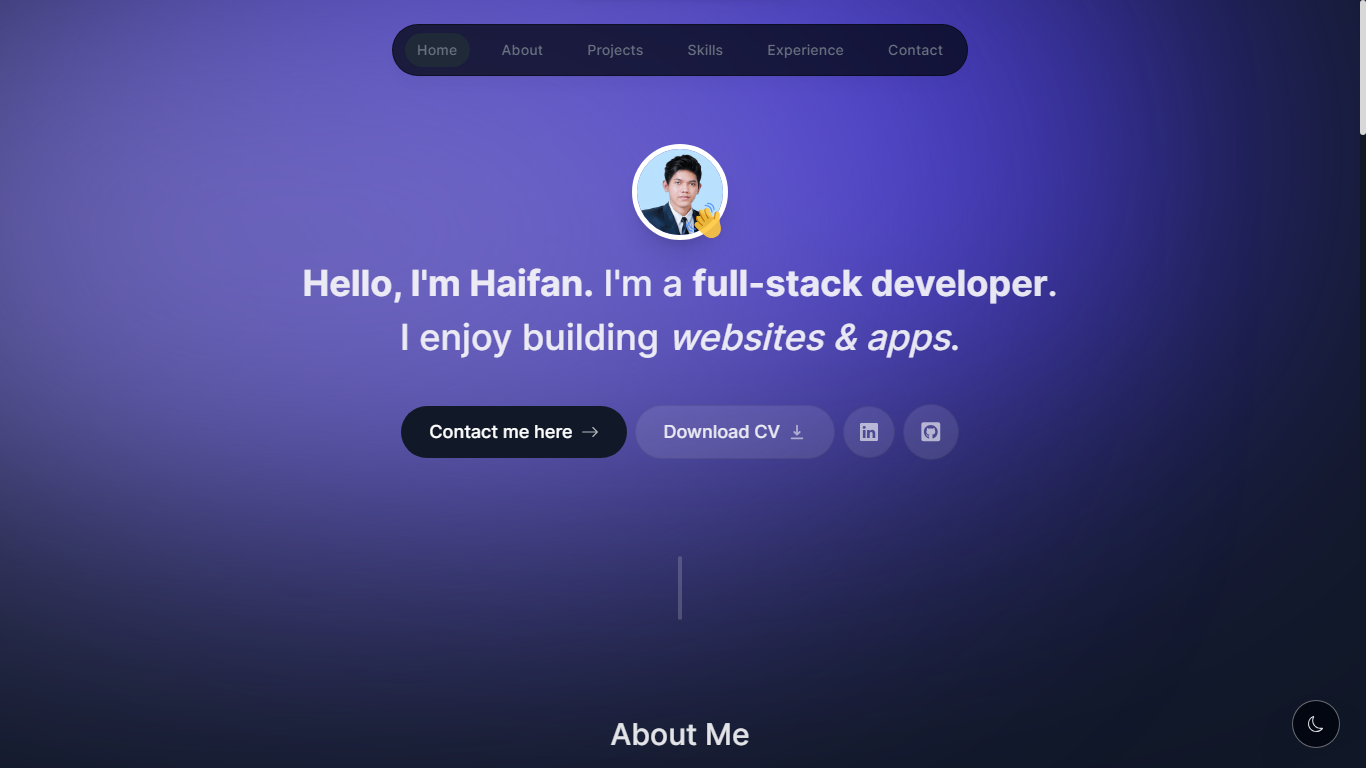 Home About Projects Skills Experience Contact
Hello, I'm Haifan. I'm a full-stack developer.
I enjoy building websites & apps.
Contact me here Download CV in
About Me